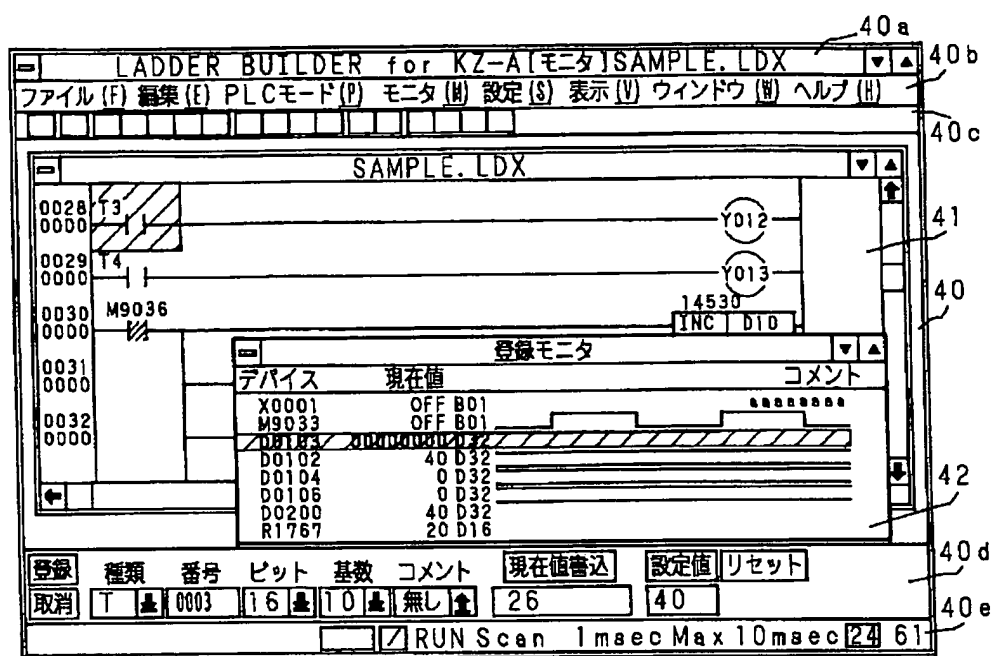 40a
LADDER BUILDER for KZ-A[モニタ]SAMPLE.LDX
40b
ファイル(F) 編集(E) PLCモード(P) モニタ(M) 設定(S) 表示(V) ウィンドウ(W) ヘルプ(H)
40c
SAMPLE.LDX
0028 T3
0000 Y012
41
0029 T4
0000 Y013
40
0030 M9036 14530
0000 INC D10
登録モニタ
0031
0000
デバイス 現在値 コメント
X0001 OFF B01 aaaaaaaa
0032
0000
M9033 OFF B01
D32
D0102 40 D32
D0104 0 D32
D0106 0 D32
D0200 40 D32
R1767 20 D16
42
40d
登録 種類 番号 ビット 基数 コメント 現在値書込 設定値 リセット
取消 T 0003 16 10 無し 26 40
40e
RUN Scan 1msec Max 10msec 24 61